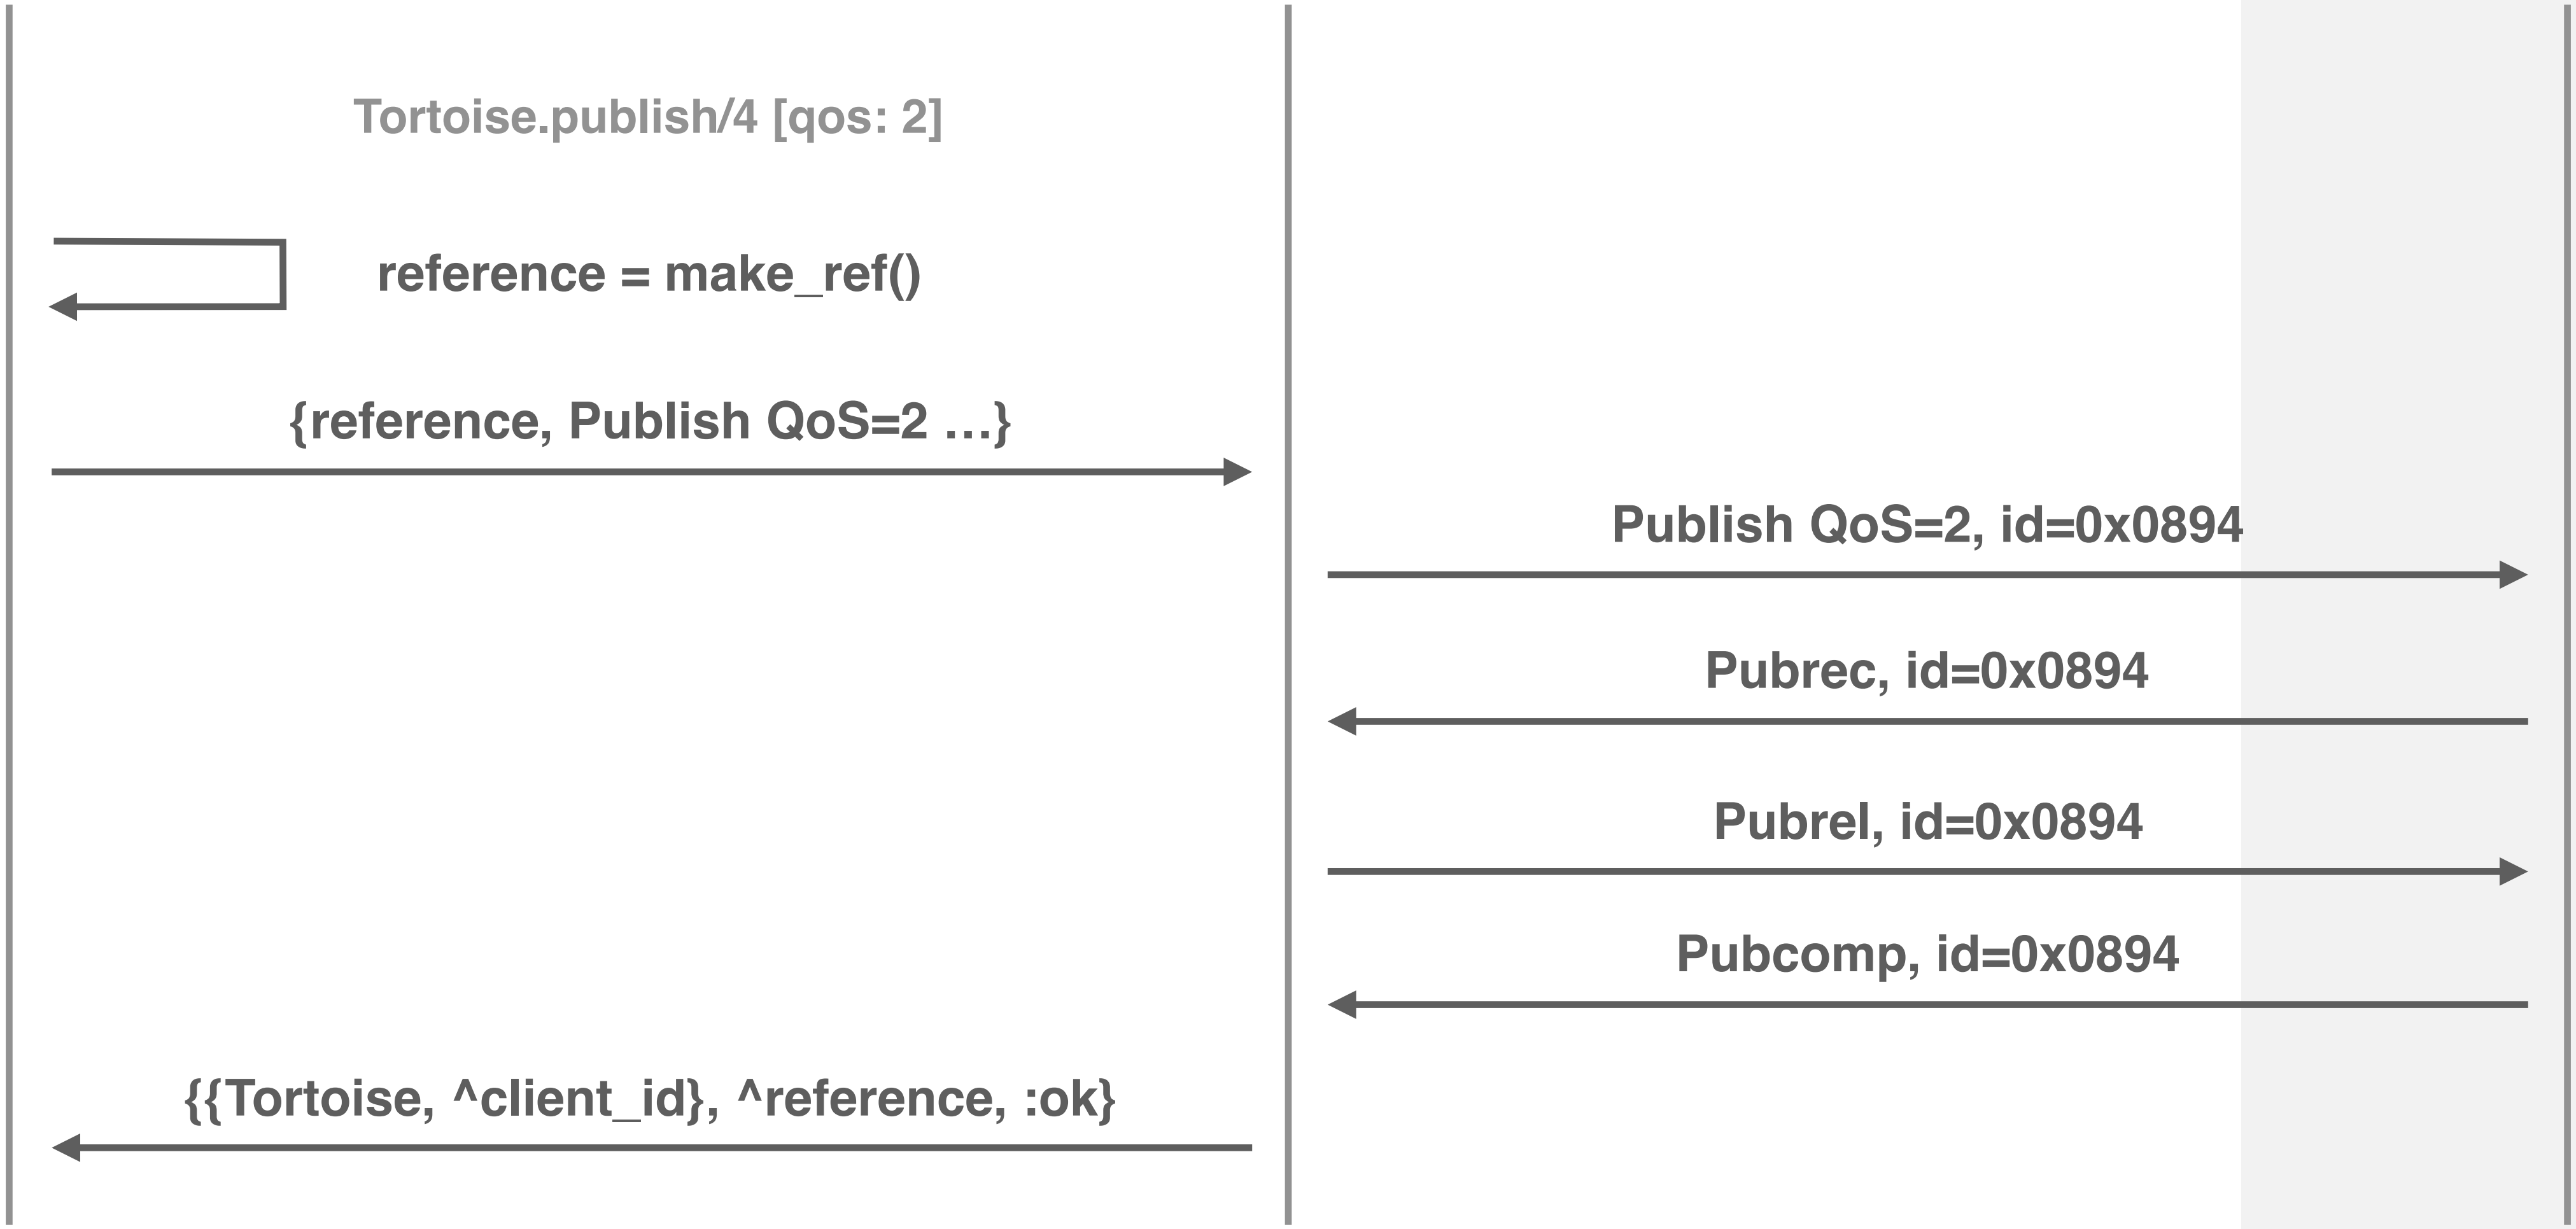 Tortoise.publish/4 [qos: 2]
reference = make_ref()
{reference, Publish QoS=2 …}
Publish QoS=2, id=0x0894
Pubrec, id=0x0894
Pubrel, id=0x0894
Pubcomp, id=0x0894
{{Tortoise, ^client_id}, ^reference, :ok}